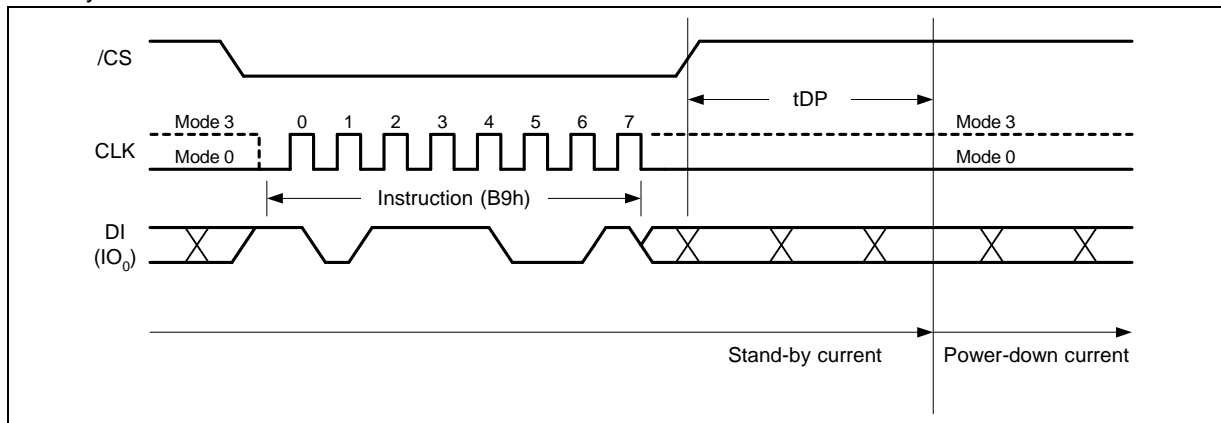 /CS
tDP
Mode 3 0 1 2 3 4 5 6 7 Mode 3
CLK
Mode 0 Mode 0
Instruction (B9h)
DI
(IO0)
Stand-by current Power-down current